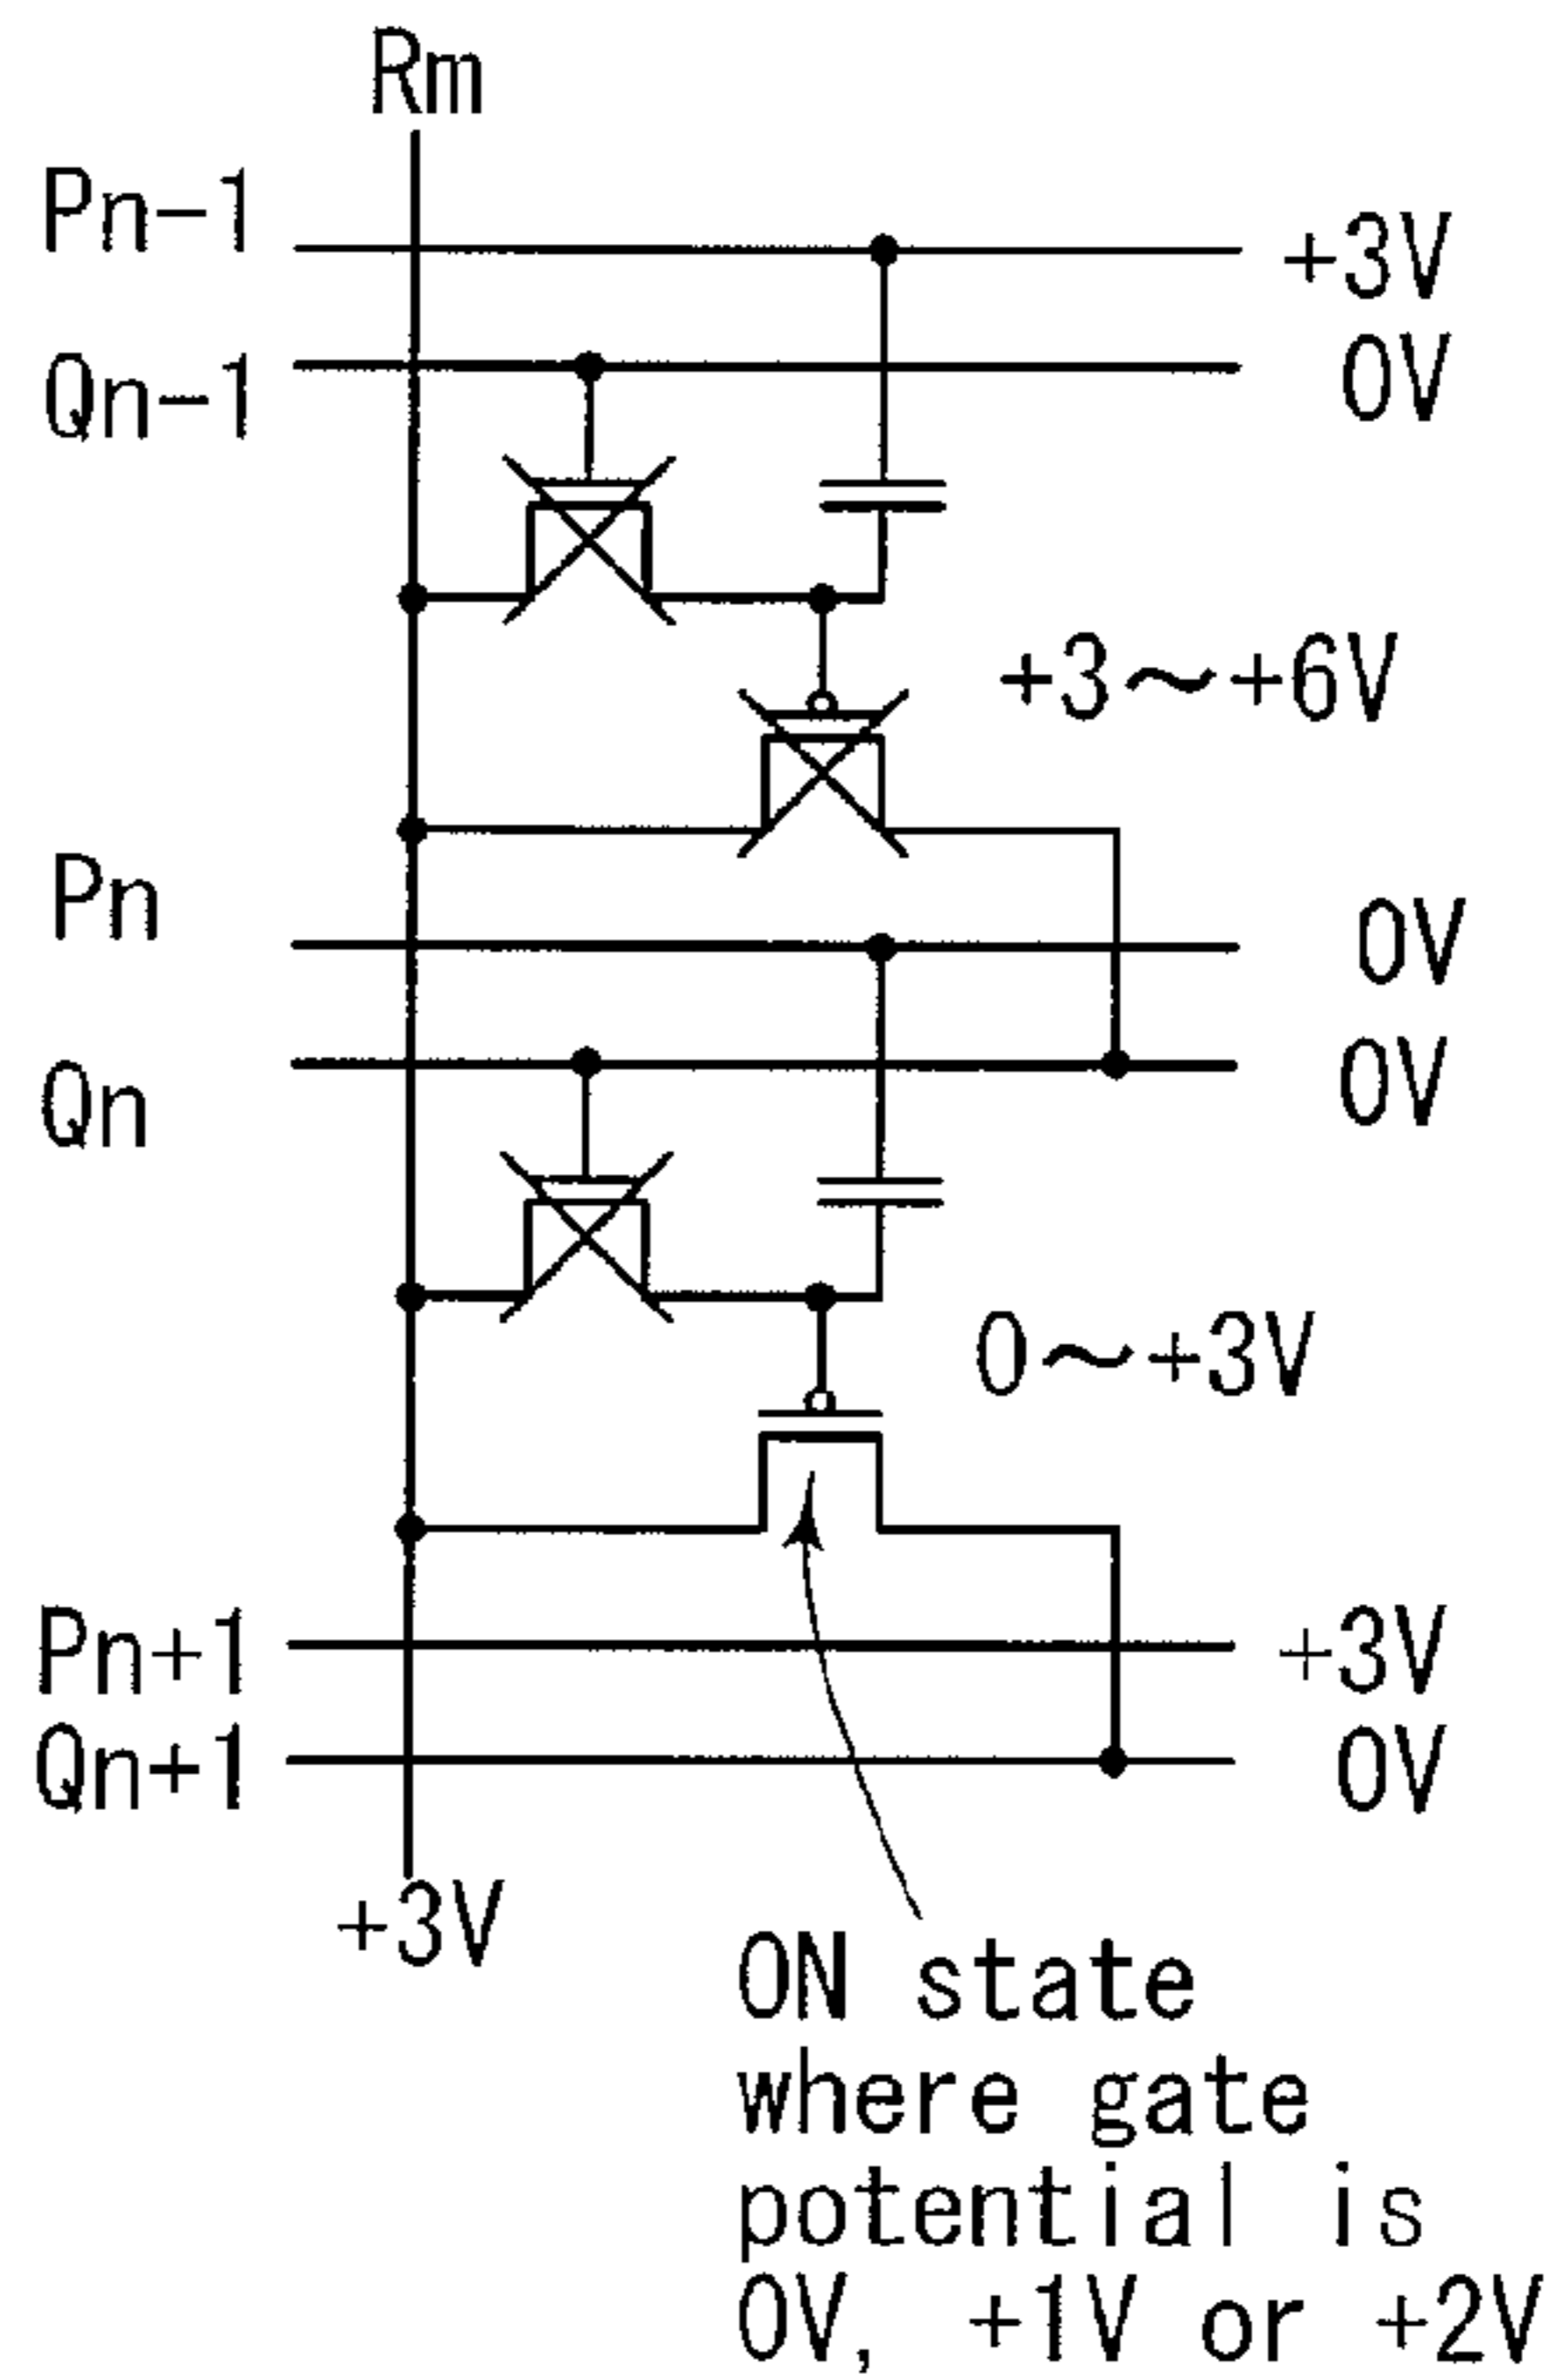 Rm
Pn-1
+3V
Qn-1
0V
+3～+6V
Pn
0V
Qn
0V
0～+3V
Pn+1
+3V
Qn+1
0V
+3V
ON state
where gate
potential is
0V, +1V or +2V